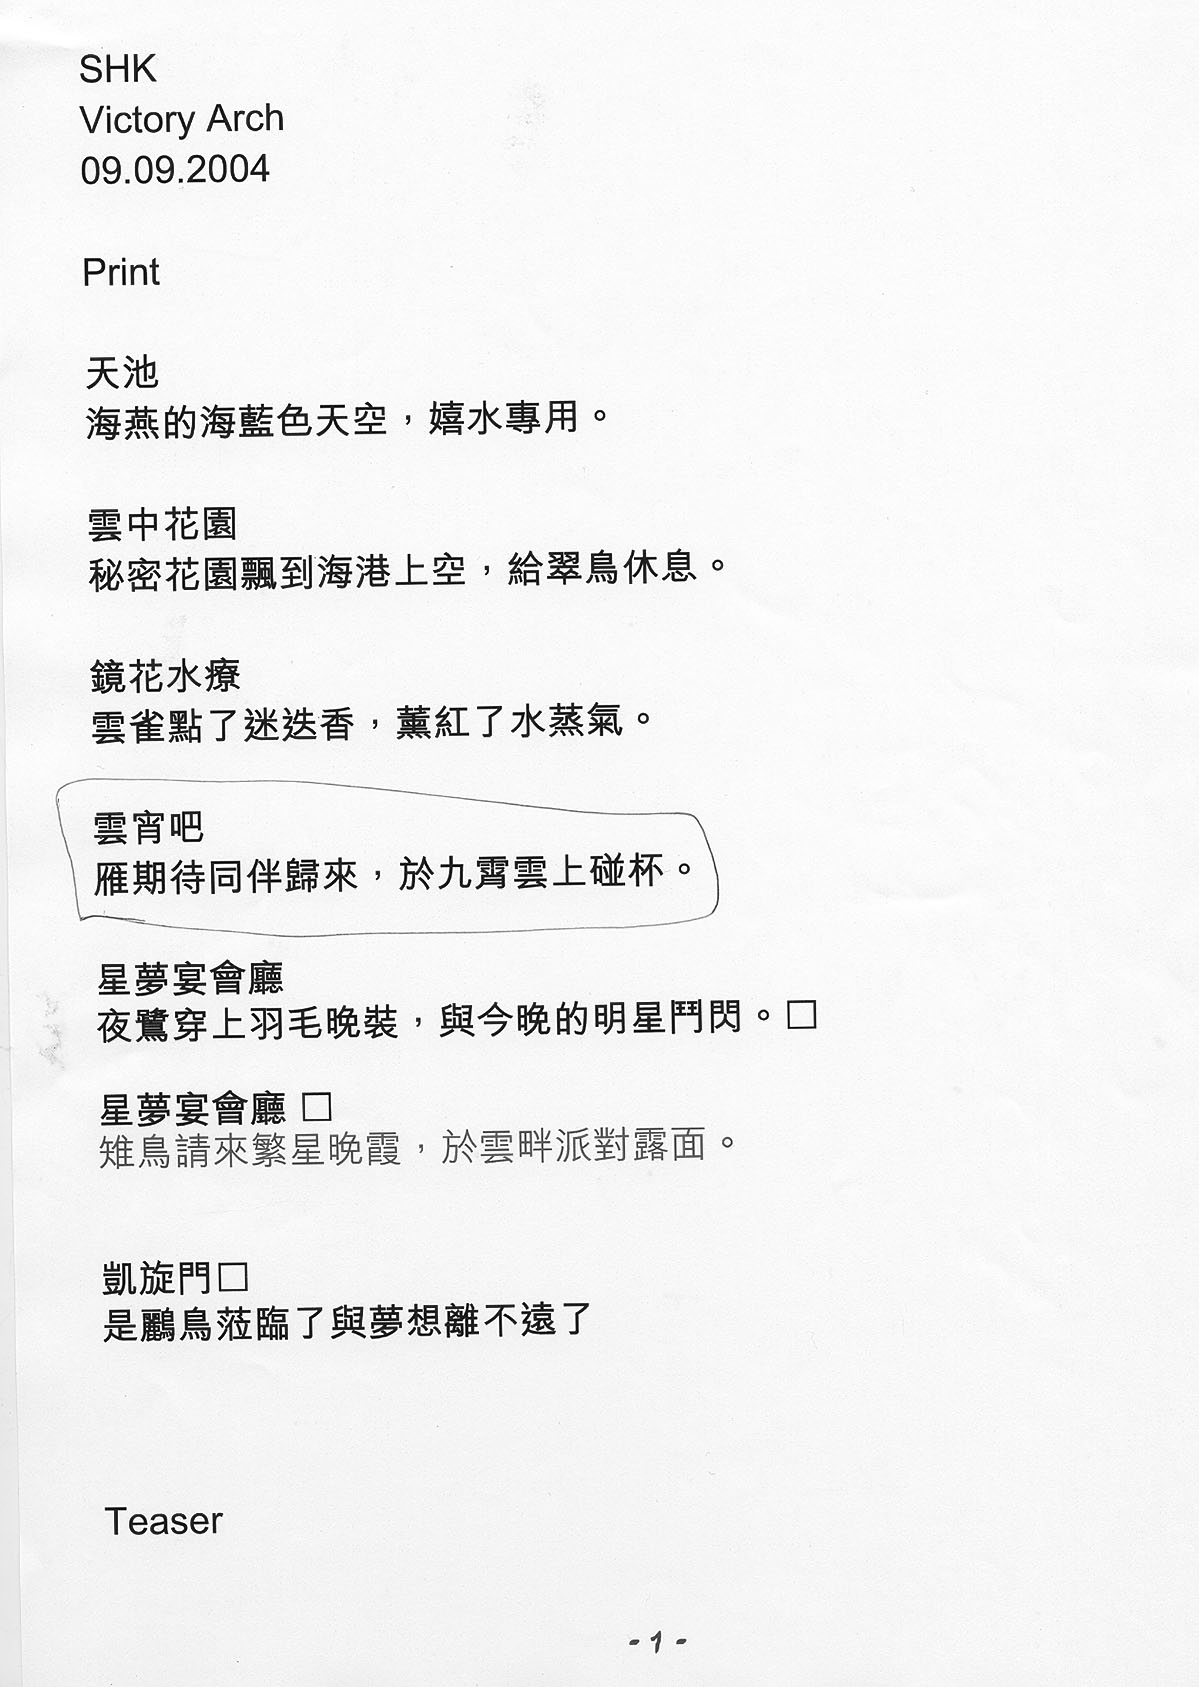 SHK
Victory Arch
09.09.2004
Print
天池
海燕的海藍色天空，嬉水專用。
雲中花園
秘密花園飄到海港上空，給翠鳥休息。
鏡花水療
雲雀點了迷迭香，薰紅了水蒸氣。
雲宵吧
雁期待同伴歸來，於九霄雲上碰杯。
星夢宴會廳
夜鷺穿上羽毛晚裝，與今晚的明星鬥閃。□
星夢宴會廳 □
雉鳥請來繁星晚霞，於雲畔派對露面。
凱旋門□
是鸝鳥蒞臨了與夢想離不遠了
Teaser
- 1 -